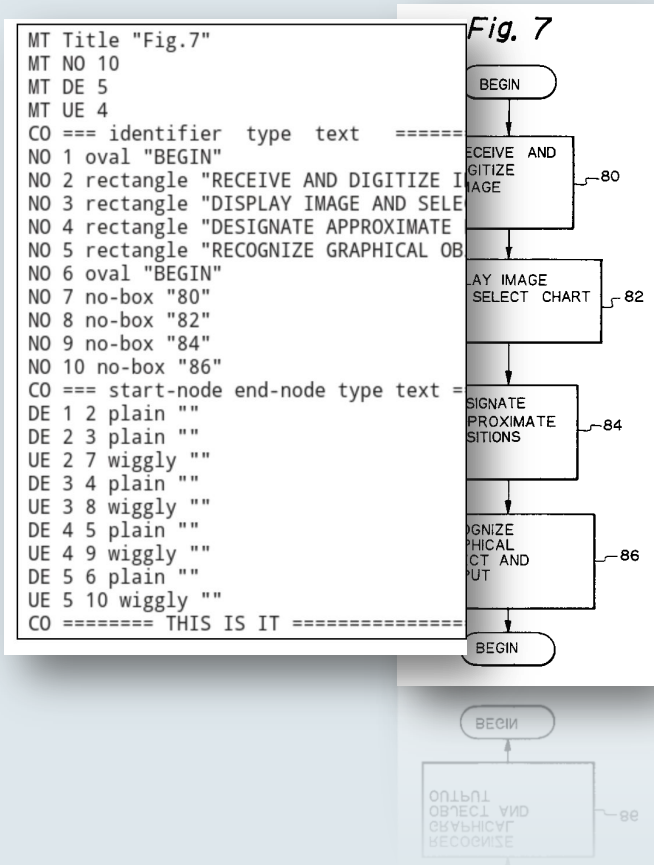 MT Title "Fig.7"
MT NO 10
MT DE 5
MT UE 4
CO === identifier type text ======
NO 1 oval "BEGIN"
NO 2 rectangle "RECEIVE AND DIGITIZE I
NO 3 rectangle "DISPLAY IMAGE AND SELE
NO 4 rectangle "DESIGNATE APPROXIMATE
NO 5 rectangle "RECOGNIZE GRAPHICAL OB
NO 6 oval "BEGIN"
NO 7 no-box "80"
NO 8 no-box "82"
NO 9 no-box "84"
NO 10 no-box "86"
CO === start-node end-node type text =
DE 1 2 plain ""
DE 2 3 plain ""
UE 2 7 wiggly ""
DE 3 4 plain ""
UE 3 8 wiggly ""
DE 4 5 plain ""
UE 4 9 wiggly ""
DE 5 6 plain ""
UE 5 10 wiggly ""
CO ======== THIS IS IT ================
Fig. 7
BEGIN
ECEIVE AND
GITIZE
MAGE
80
LAY IMAGE
SELECT CHART
82
SIGNATE
PROXIMATE
SITIONS
84
OGNIZE
PHICAL
CT AND
PUT
86
BEGIN
BEGIN
OUTPUT
OBJECT AND
GRAPHICAL
RECOGNIZE
86